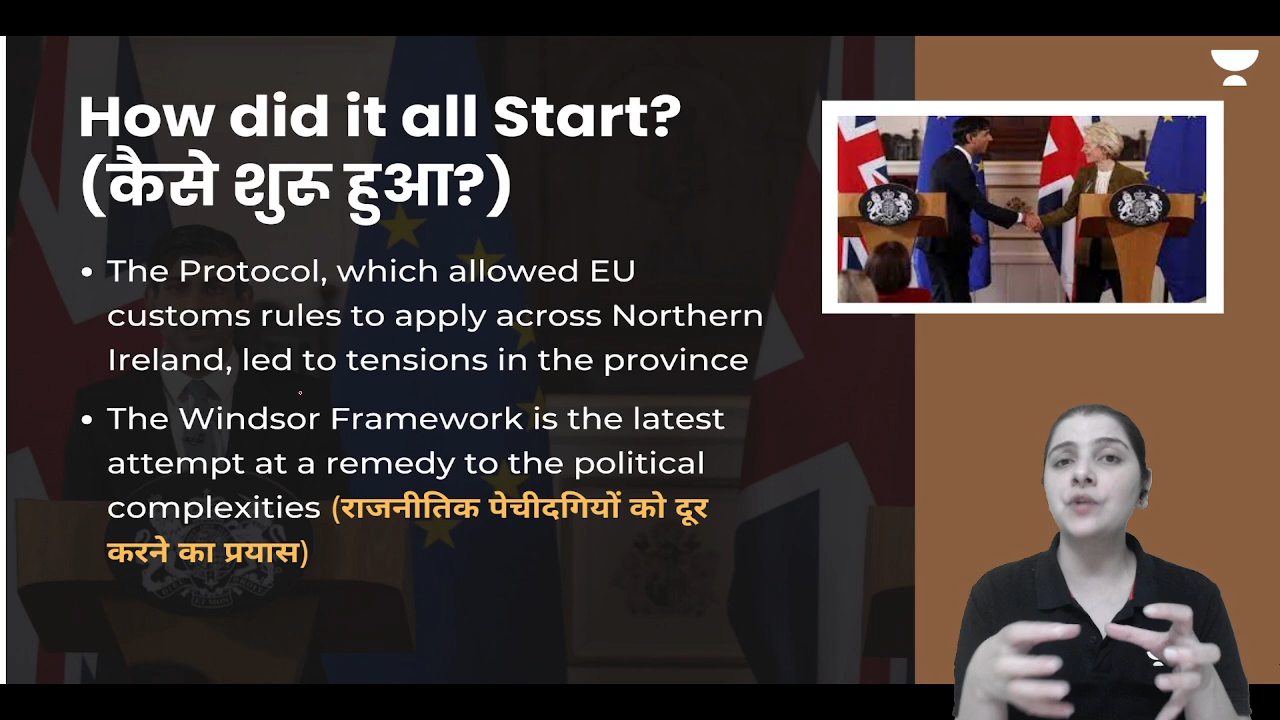 How did it all Start?
(कैसे शुरू हुआ?)
• The Protocol, which allowed EU
customs rules to apply across Northern
Ireland, led to tensions in the province
• The Windsor Framework is the latest
attempt at a remedy to the political
complexities (राजनीतिक पेचीदगियों को दूर
करने का प्रयास)